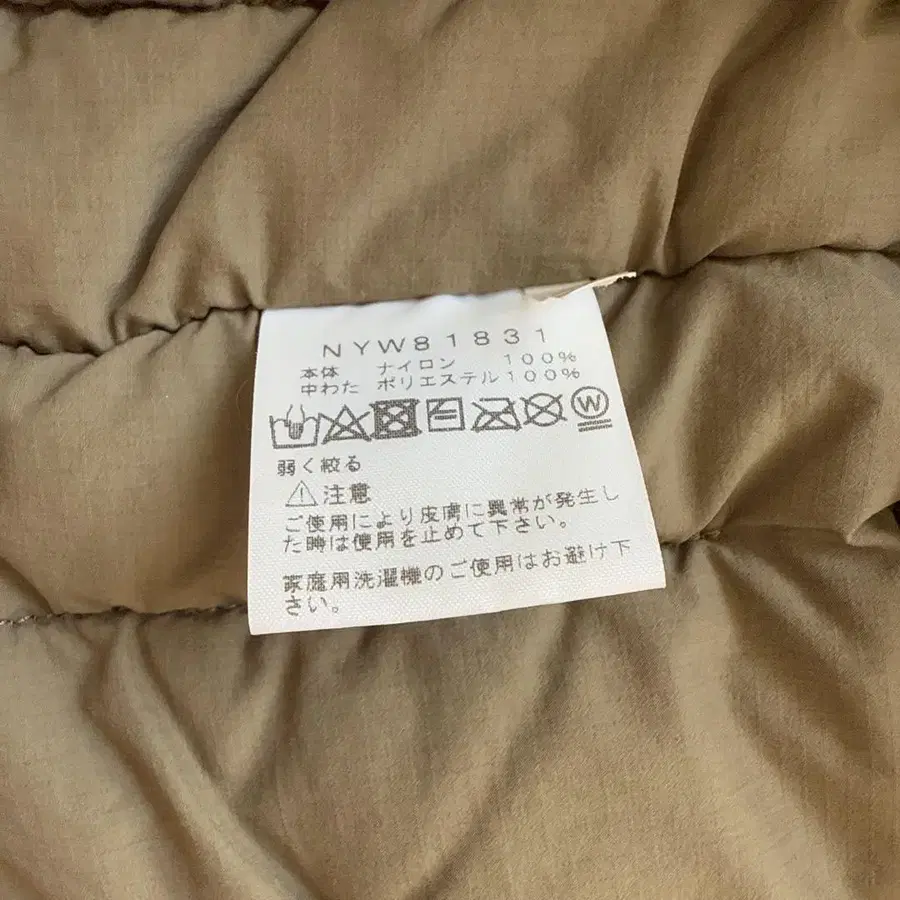 NYW81831
本体 ナイロン 100%
中わた ポリエステル100%
W
弱く絞る
注意
ご使用により皮膚に異常が発生し
た時は使用を止めて下さい。
家庭用洗濯機のご使用はお避け下
さい。